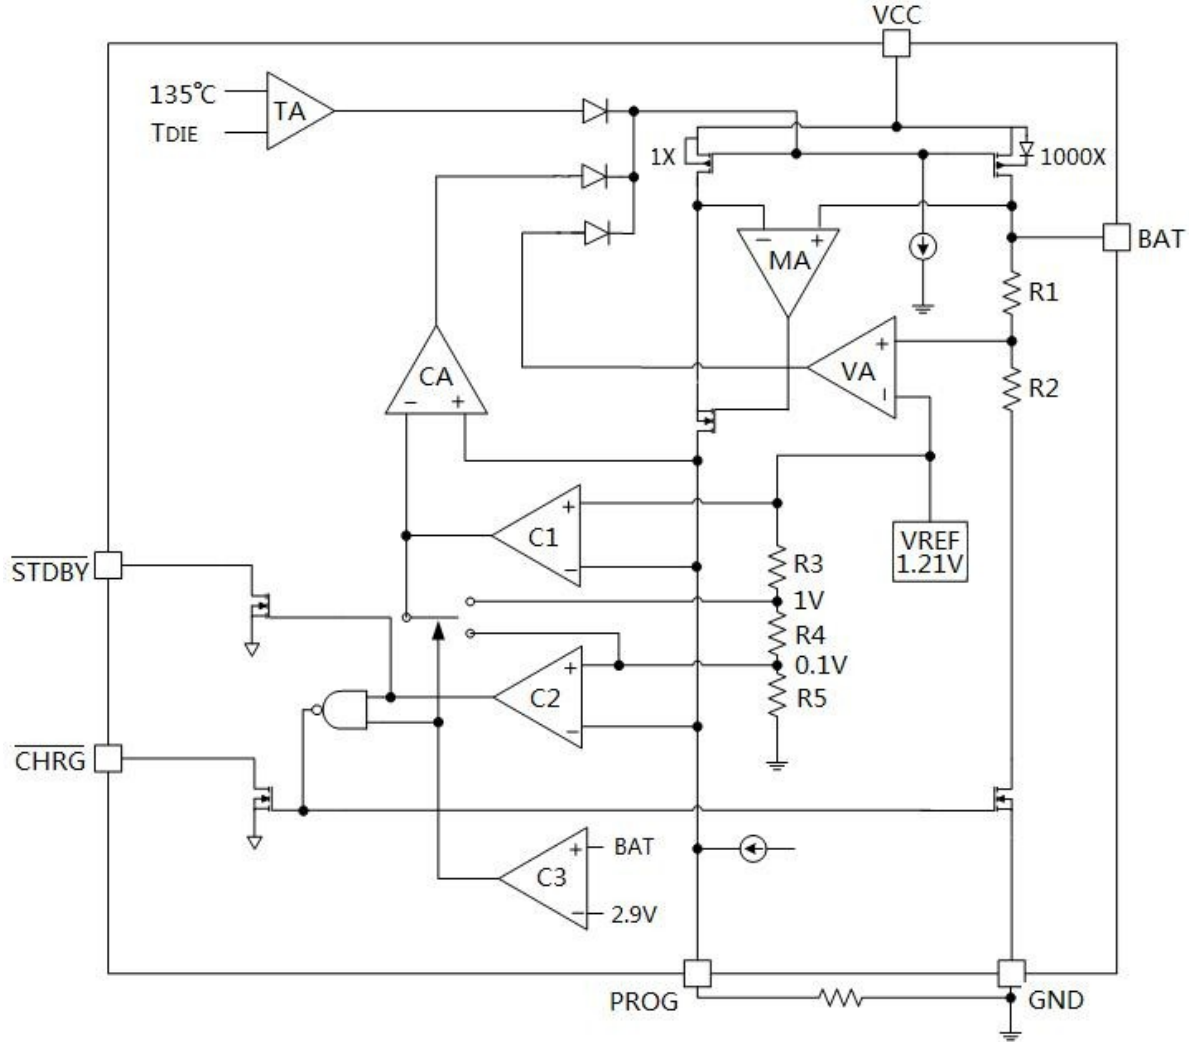 VCC
135℃
TA
TDIE
1X
1000X
BAT
− +
MA
R1
+
VA
−
R2
CA
− +
+
C1
−
VREF
1.21V
R3
1V
R4
0.1V
R5
STDBY
+
C2
−
CHRG
+
BAT
C3
−
2.9V
PROG
GND